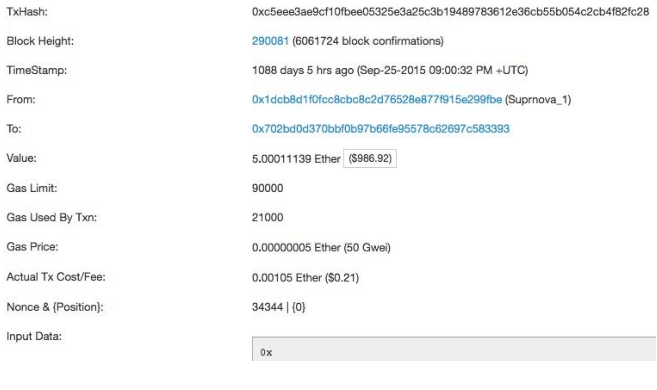 TxHash: 0xc5eee3ae9cf10fbee05325e3a25c3b19489783612e36cb55b054c2cb4f82fc28
Block Height: 290081 (6061724 block confirmations)
TimeStamp: 1088 days 5 hrs ago (Sep-25-2015 09:00:32 PM +UTC)
From: 0x1dcb8d1f0fcc8cbc8c2d76528e877f915e299fbe (Suprnova_1)
To: 0x702bd0d370bbf0b97b66fe95578c62697c583393
Value: 5.00011139 Ether ($986.92)
Gas Limit: 90000
Gas Used By Txn: 21000
Gas Price: 0.00000005 Ether (50 Gwei)
Actual Tx Cost/Fee: 0.00105 Ether ($0.21)
Nonce & {Position}: 34344 | {0}
Input Data:
0x